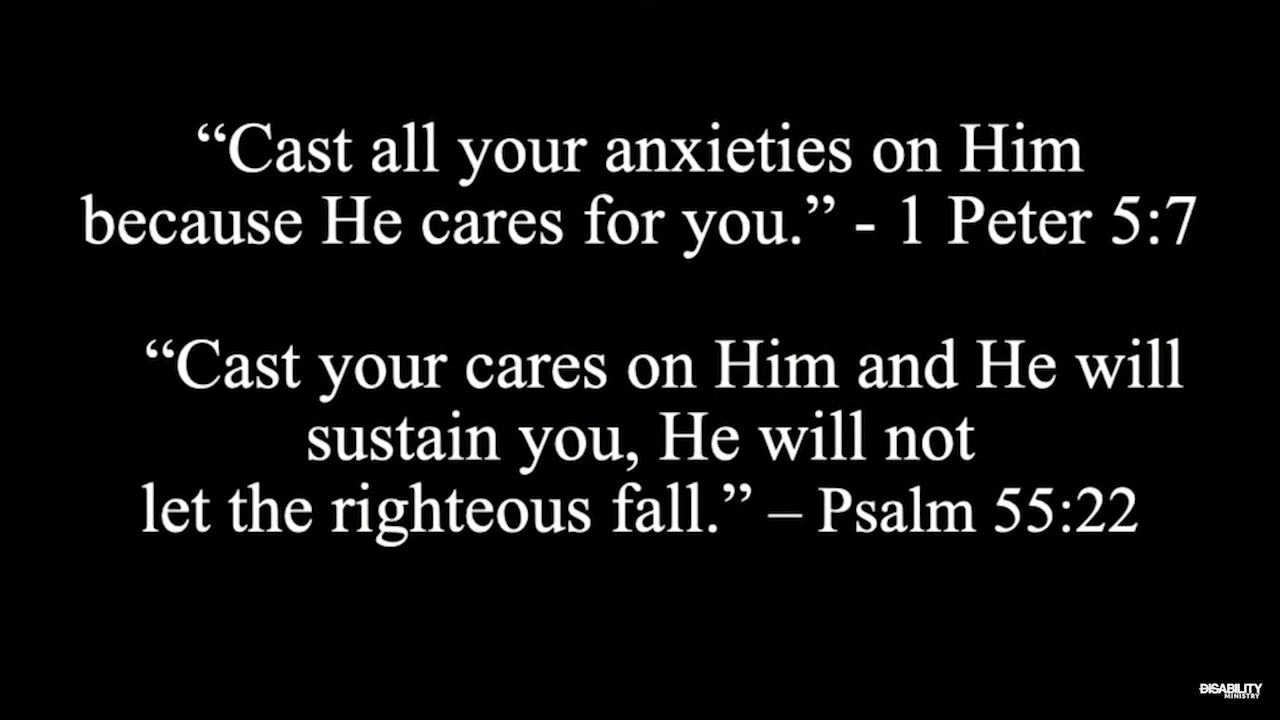 “Cast all your anxieties on Him
because He cares for you.” - 1 Peter 5:7
“Cast your cares on Him and He will
sustain you, He will not
let the righteous fall.” – Psalm 55:22
DISABILITY
MINISTRY